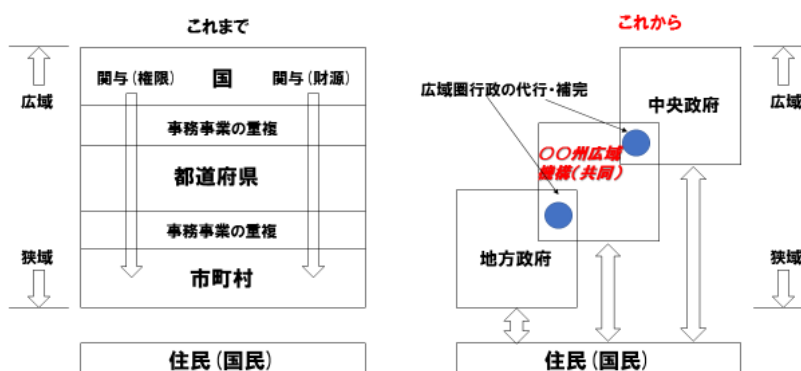 これまで
広域
狭域
関与(権限)
国
関与(財源)
事務事業の重複
都道府県
事務事業の重複
市町村
住民(国民)
これから
広域圏行政の代行・補完
中央政府
〇〇州広域
機構(共同)
地方政府
住民(国民)
広域
狭域